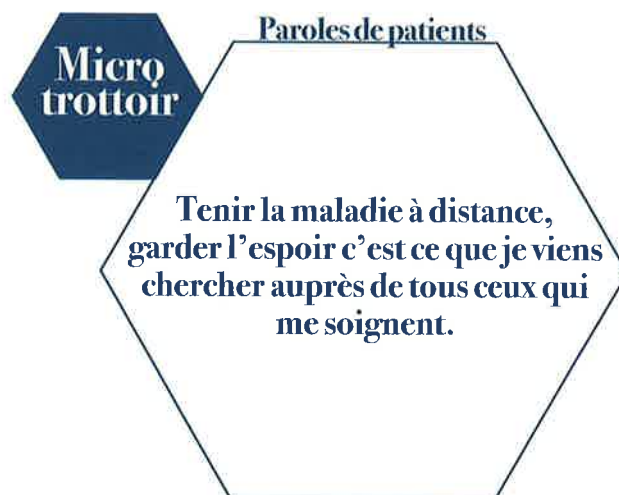 Paroles de patients
Micro
trottoir
Tenir la maladie à distance,
garder l'espoir c'est ce que je viens
chercher auprès de tous ceux qui
me soignent.